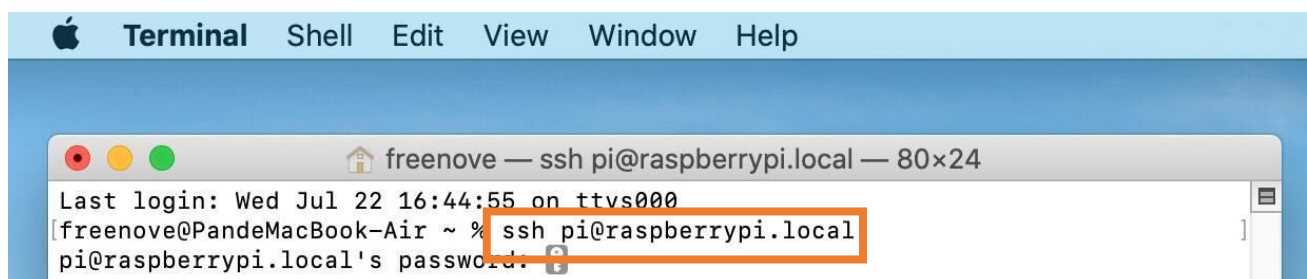 Terminal Shell Edit View Window Help
freenove — ssh pi@raspberrypi.local — 80×24
Last login: Wed Jul 22 16:44:55 on ttys000
[freenove@PandeMacBook-Air ~ % ssh pi@raspberrypi.local ]
pi@raspberrypi.local's password: